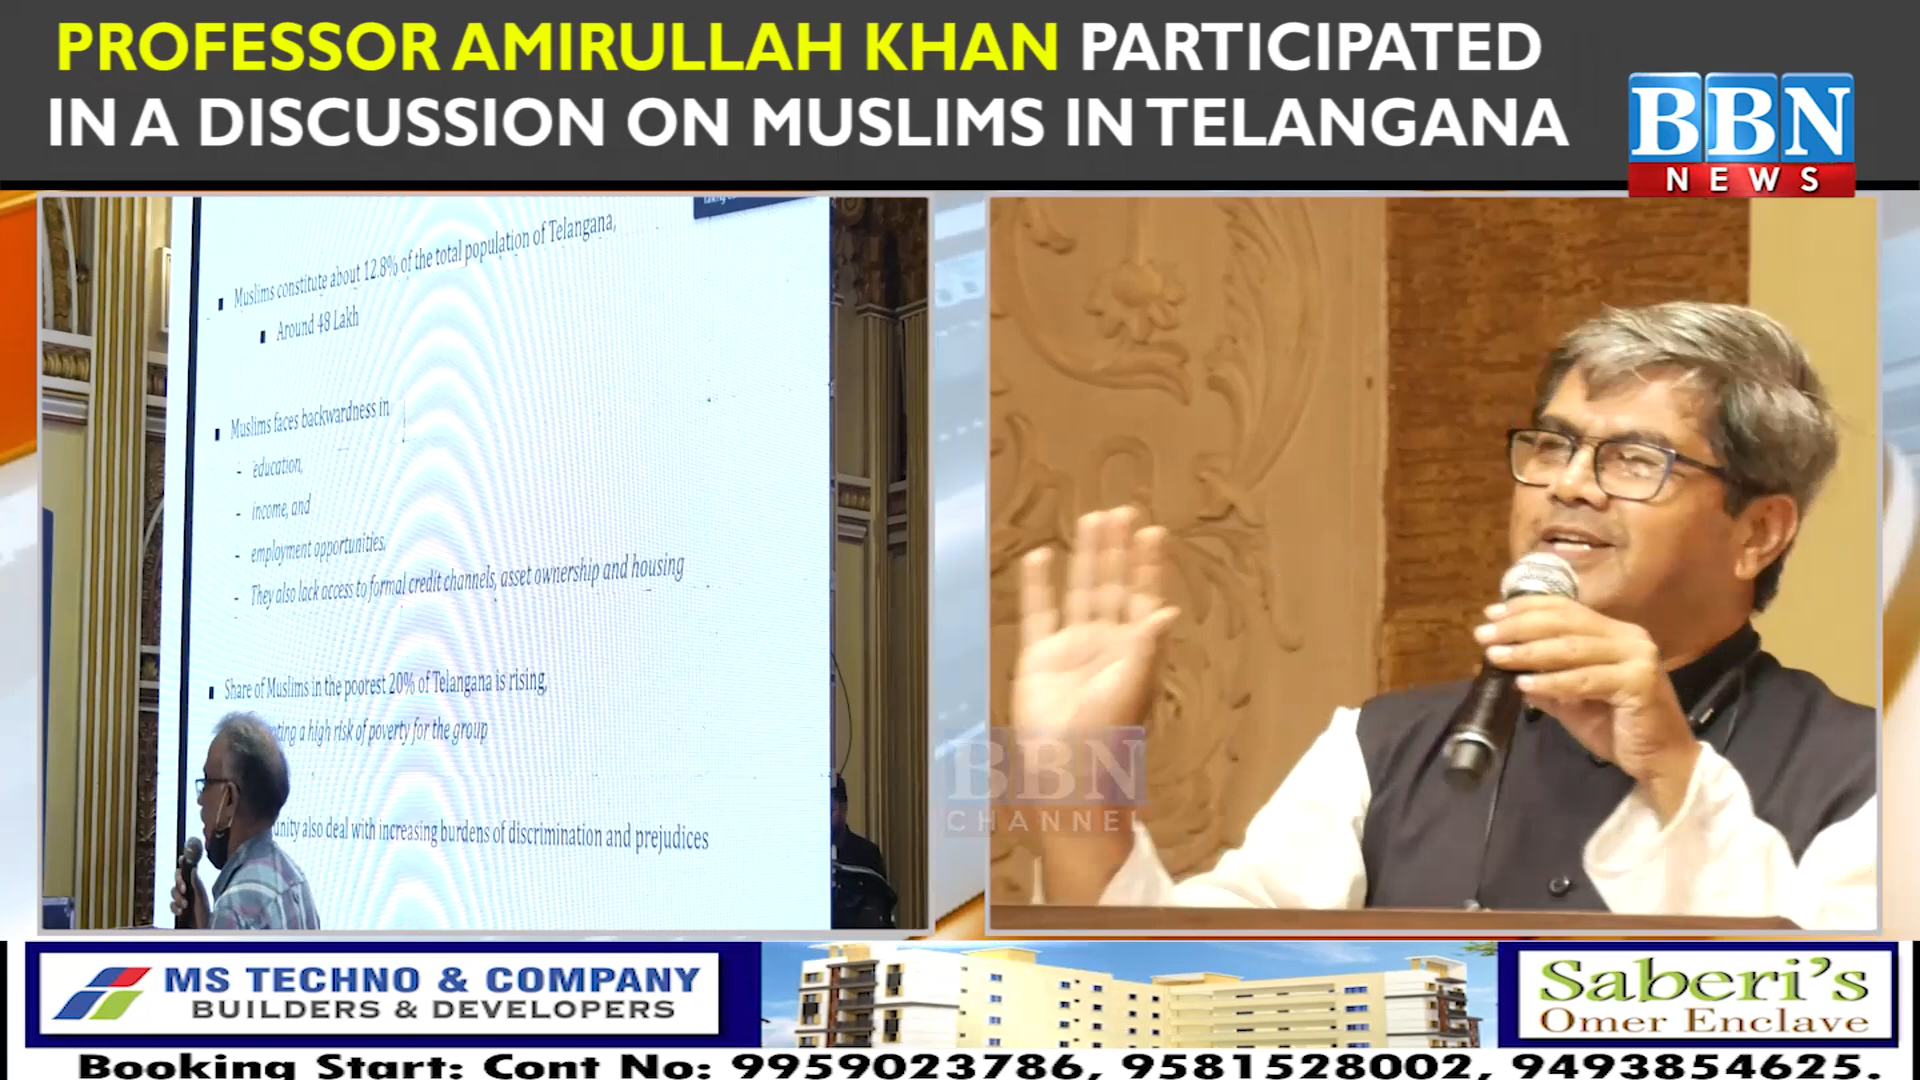 PROFESSOR AMIRULLAH KHAN PARTICIPATED
IN A DISCUSSION ON MUSLIMS IN TELANGANA
BBN
NEWS
Muslims constitute about 12.8% of the total population of Telangana,
Around 48 Lakh
Muslims faces backwardness in
- education,
- income, and
- employment opportunities.
- They also lack access to formal credit channels, asset ownership and housing
Share of Muslims in the poorest 20% of Telangana is rising,
a high risk of poverty for the group
also deal with increasing burdens of discrimination and prejudices
BBN
CHANNEL
MS TECHNO & COMPANY
BUILDERS & DEVELOPERS
Saberi's
Omer Enclave
Booking Start: Cont No: 9959023786, 9581528002, 9493854625.